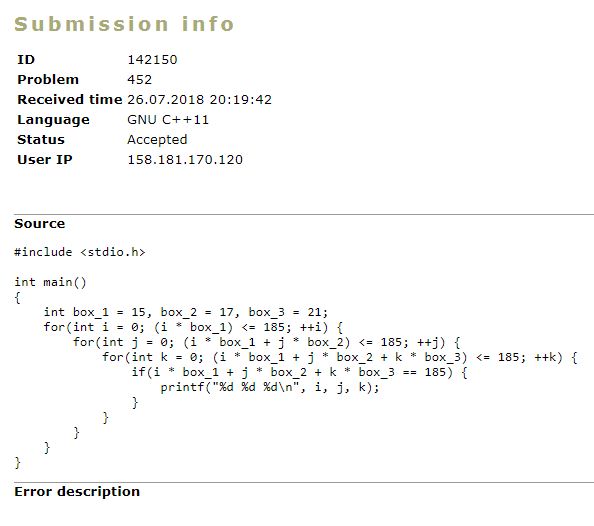 Submission info
ID 142150
Problem 452
Received time 26.07.2018 20:19:42
Language GNU C++11
Status Accepted
User IP 158.181.170.120
Source
#include <stdio.h>
int main()
{
    int box_1 = 15, box_2 = 17, box_3 = 21;
    for(int i = 0; (i * box_1) <= 185; ++i) {
        for(int j = 0; (i * box_1 + j * box_2) <= 185; ++j) {
            for(int k = 0; (i * box_1 + j * box_2 + k * box_3) <= 185; ++k) {
                if(i * box_1 + j * box_2 + k * box_3 == 185) {
                    printf("%d %d %d\n", i, j, k);
                }
            }
        }
    }
}
Error description